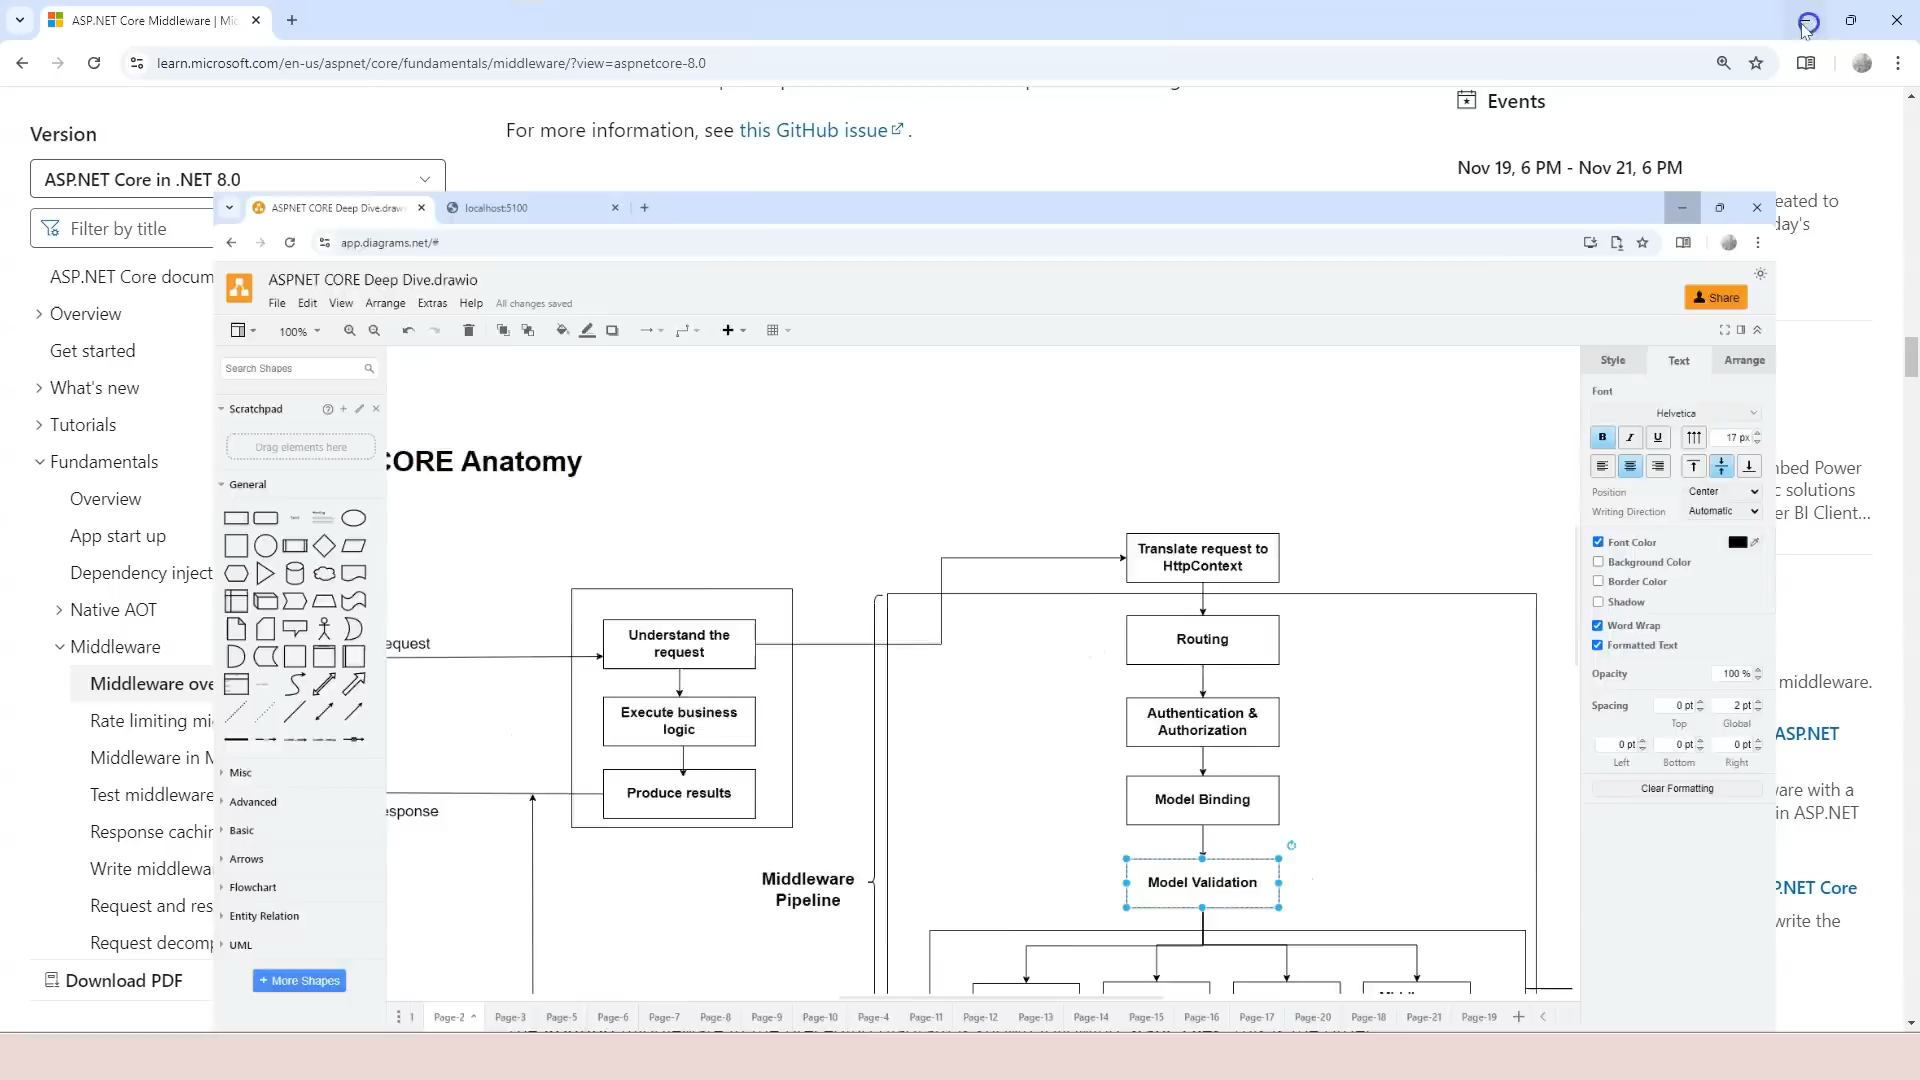 ASP.NET Core Middleware | Mic
learn.microsoft.com/en-us/aspnet/core/fundamentals/middleware/?view=aspnetcore-8.0
Version
ASP.NET Core in .NET 8.0
Filter by title
ASP.NET Core docum
Overview
Get started
What's new
Tutorials
Fundamentals
Overview
App start up
Dependency inject
Native AOT
Middleware
Middleware ove
Rate limiting mi
Middleware in M
Test middleware
Response cachin
Write middlewa
Request and res
Request decomp
Download PDF
For more information, see this GitHub issue .
Events
Nov 19, 6 PM - Nov 21, 6 PM
eated to
day's
mbed Power
c solutions
er BI Client...
middleware.
ASP.NET
vare with a
in ASP.NET
P.NET Core
write the
ASPNET CORE Deep Dive.draw
localhost:5100
app.diagrams.net/#
ASPNET CORE Deep Dive.drawio
File Edit View Arrange Extras Help All changes saved
Share
100%
Search Shapes
Scratchpad
Drag elements here
General
Misc
Advanced
Basic
Arrows
Flowchart
Entity Relation
UML
+ More Shapes
CORE Anatomy
equest
esponse
Understand the
request
Execute business
logic
Produce results
Middleware
Pipeline
Translate request to
HttpContext
Routing
Authentication &
Authorization
Model Binding
Model Validation
Style Text Arrange
Font
Helvetica
B I U 17 px
Position Center
Writing Direction Automatic
Font Color
Background Color
Border Color
Shadow
Word Wrap
Formatted Text
Opacity 100 %
Spacing 0 pt 2 pt
Top Global
0 pt 0 pt 0 pt
Left Bottom Right
Clear Formatting
1 Page-2 Page-3 Page-5 Page-6 Page-7 Page-8 Page-9 Page-10 Page-4 Page-11 Page-12 Page-13 Page-14 Page-15 Page-16 Page-17 Page-20 Page-18 Page-21 Page-19